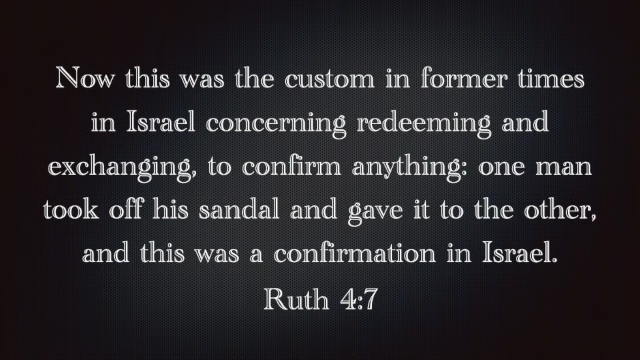 Now this was the custom in former times
in Israel concerning redeeming and
exchanging, to confirm anything: one man
took off his sandal and gave it to the other,
and this was a confirmation in Israel.
Ruth 4:7